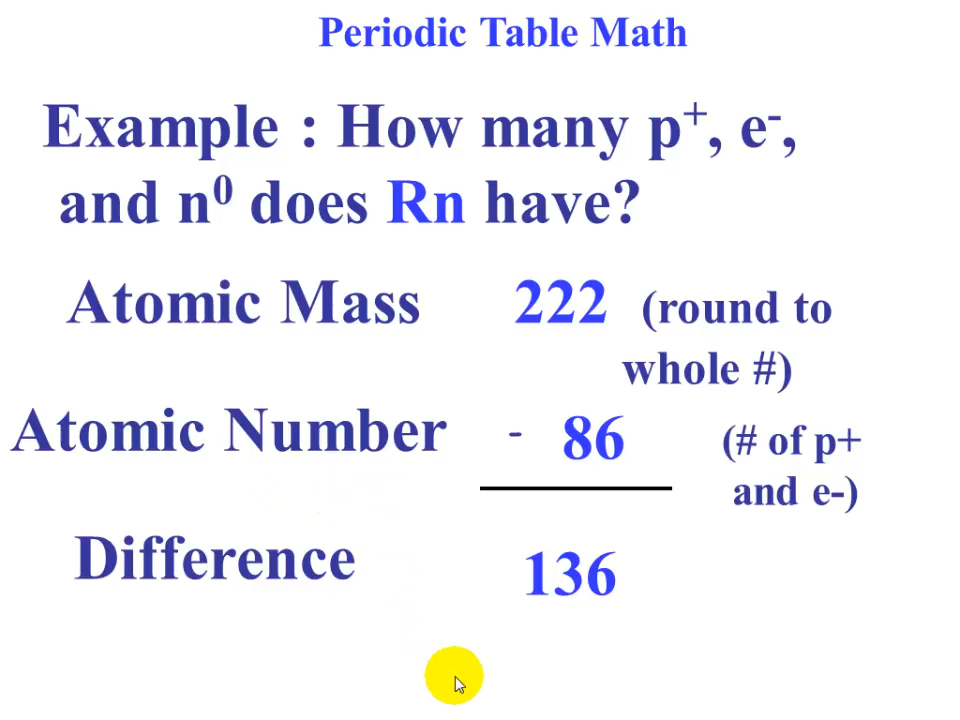 Periodic Table Math
Example : How many p⁺, e⁻,
and n⁰ does Rn have?
Atomic Mass 222 (round to
whole #)
Atomic Number - 86 (# of p+
and e-)
Difference 136